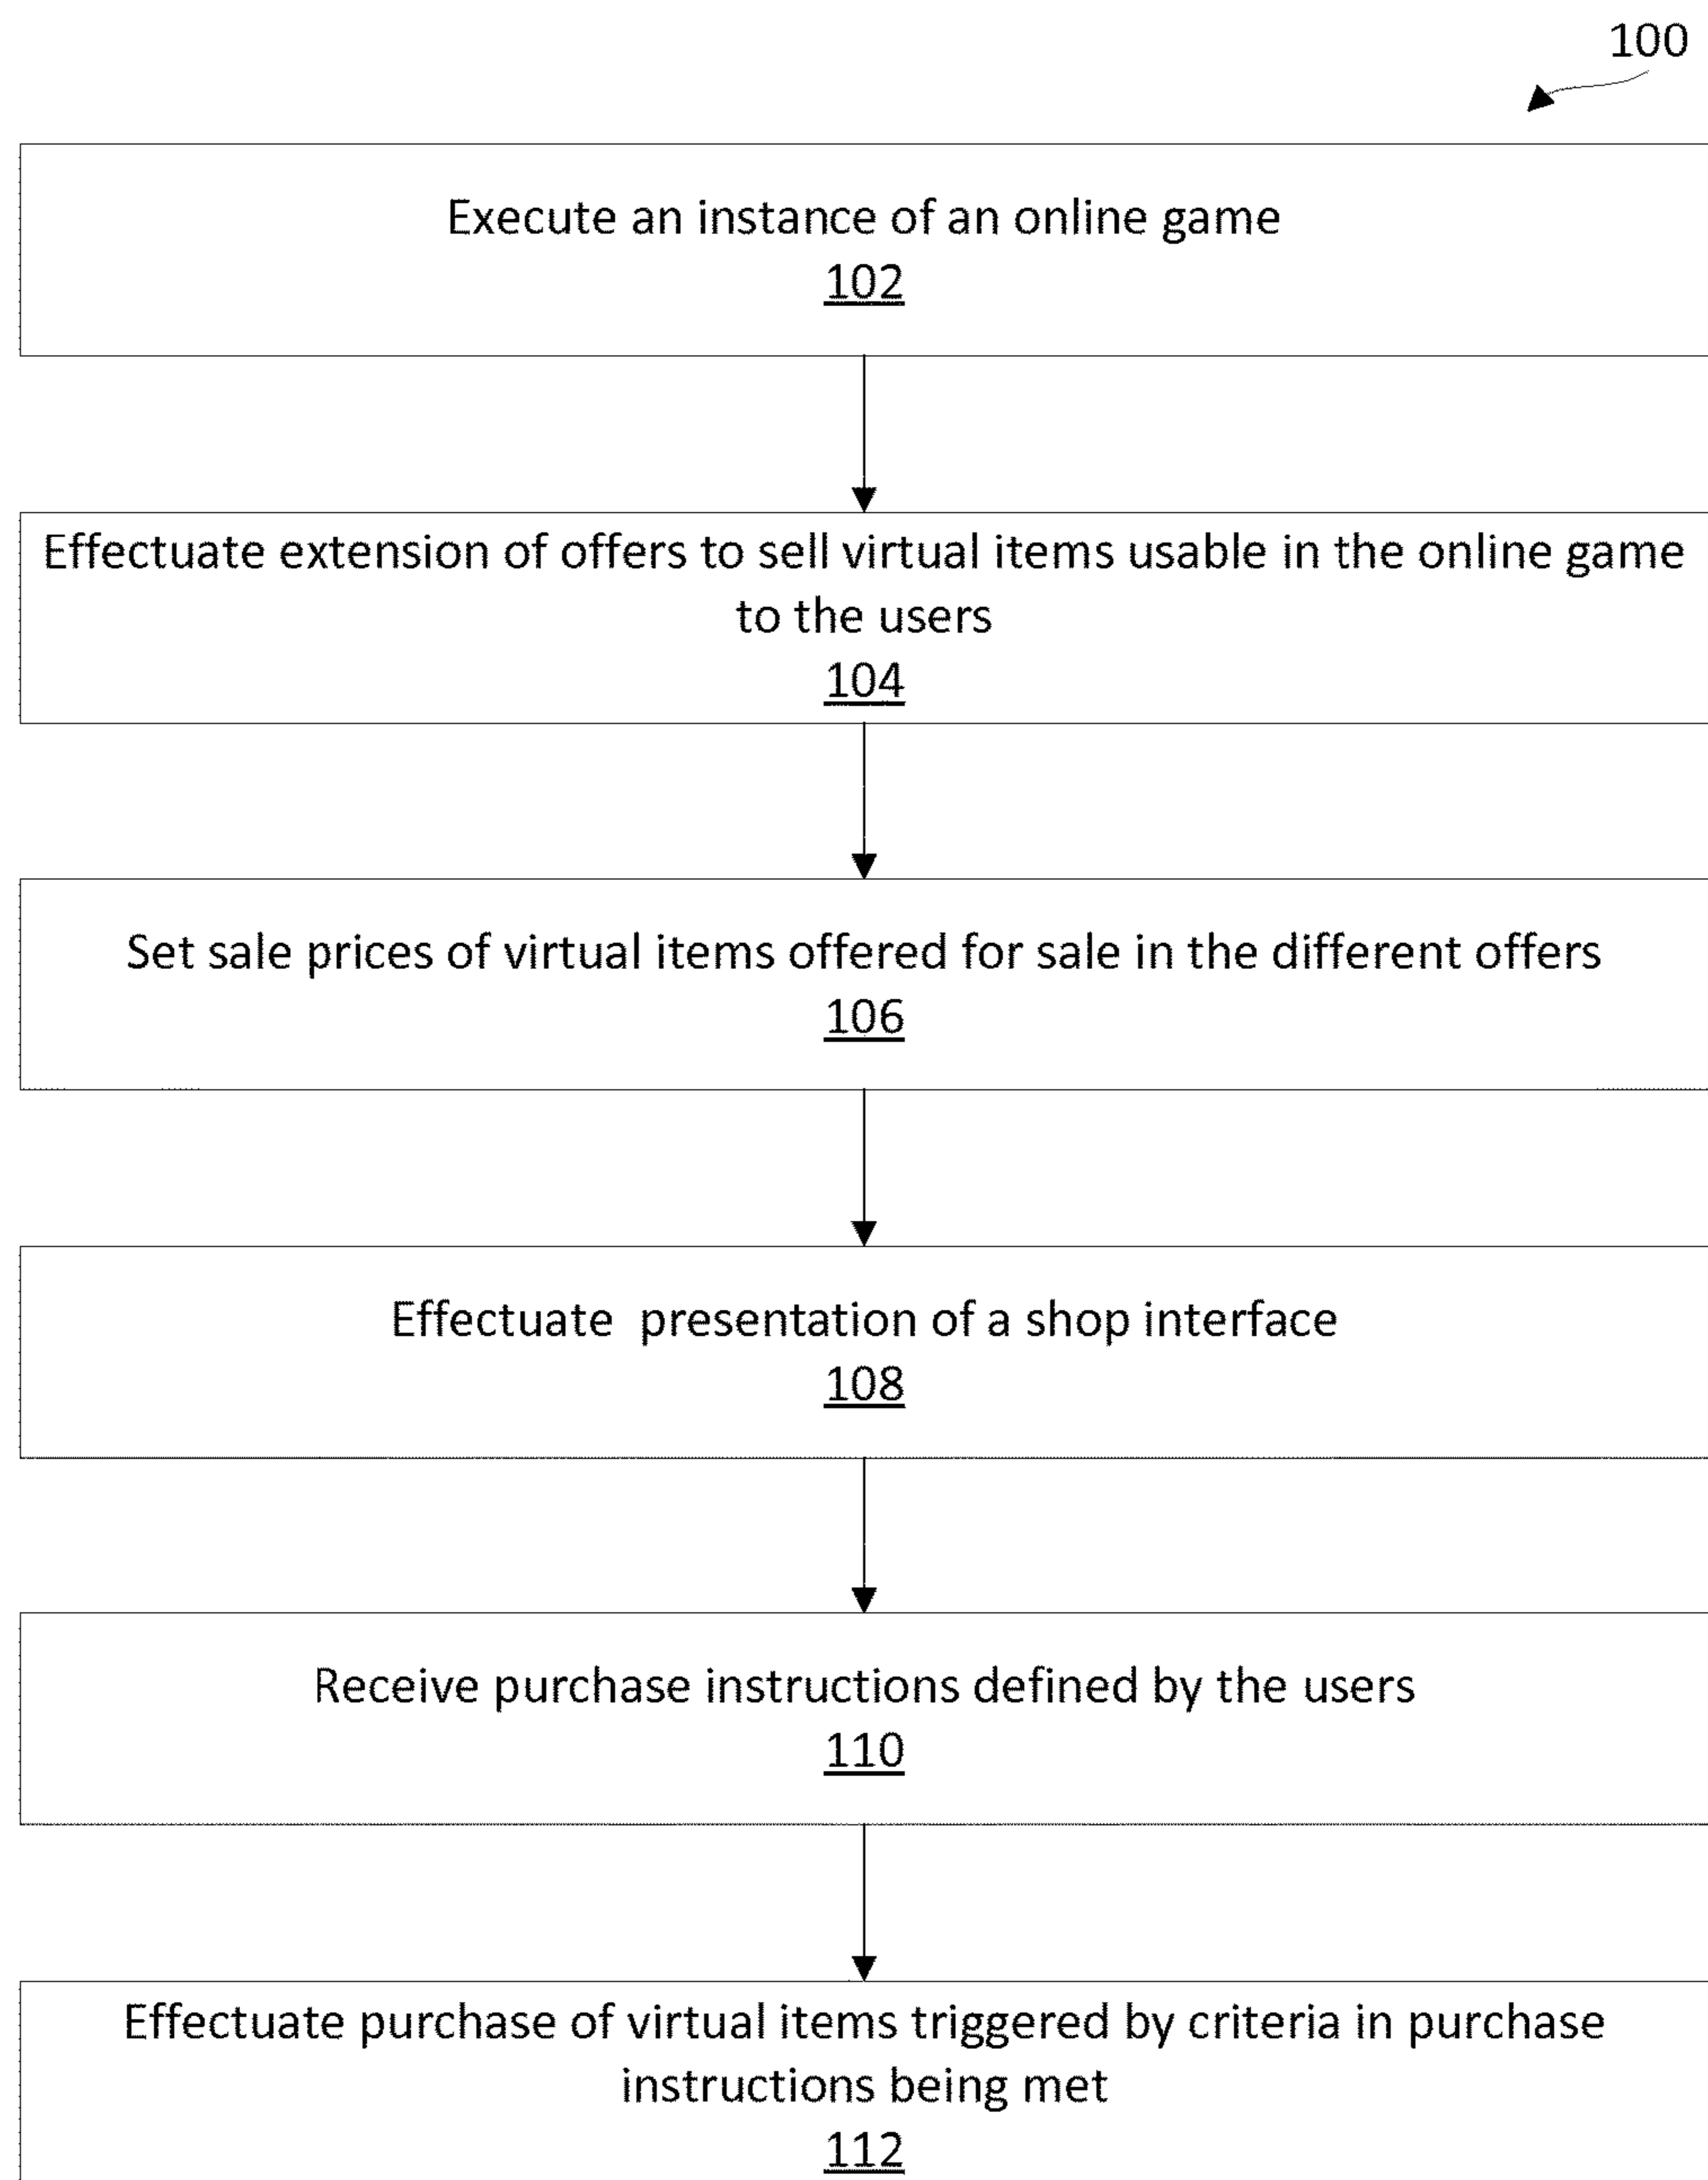 100
Execute an instance of an online game
102
Effectuate extension of offers to sell virtual items usable in the online game
to the users
104
Set sale prices of virtual items offered for sale in the different offers
106
Effectuate presentation of a shop interface
108
Receive purchase instructions defined by the users
110
Effectuate purchase of virtual items triggered by criteria in purchase
instructions being met
112